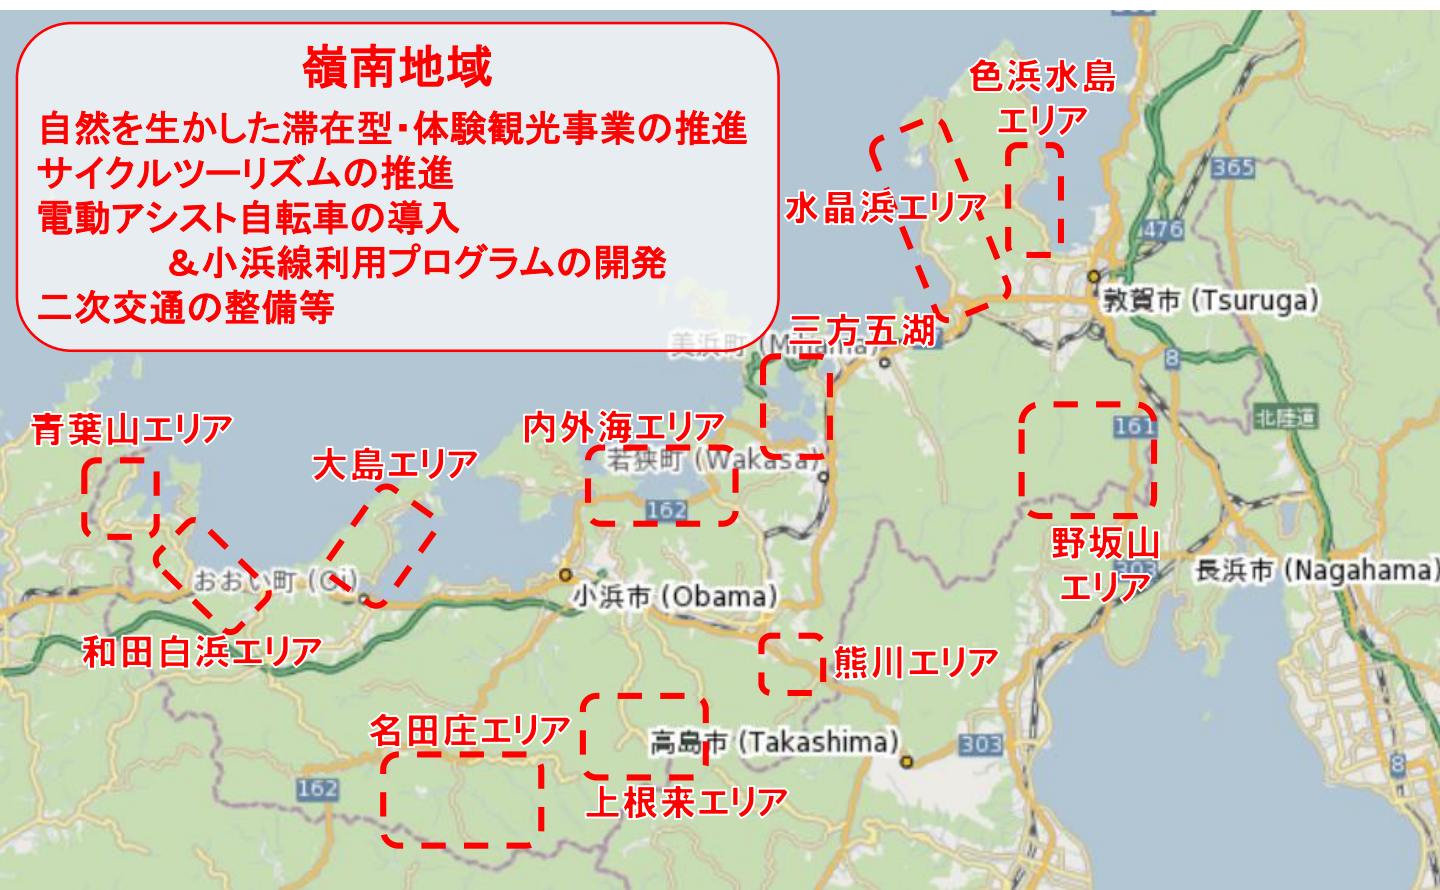 嶺南地域
自然を生かした滞在型・体験観光事業の推進
サイクルツーリズムの推進
電動アシスト自転車の導入
＆小浜線利用プログラムの開発
二次交通の整備等
色浜水島
エリア
365
水晶浜エリア
476
敦賀市 (Tsuruga)
三方五湖
美浜町 (Mihama)
8
青葉山エリア
内外海エリア
161
北陸道
大島エリア
若狭町 (Wakasa)
162
野坂山
エリア
303
長浜市 (Nagahama)
おおい町 (Oi)
小浜市 (Obama)
和田白浜エリア
熊川エリア
名田庄エリア
高島市 (Takashima)
303
8
162
上根来エリア